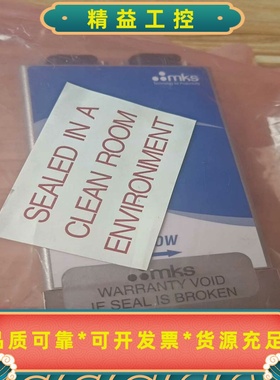 精益工控
mks
SEALED IN A
CLEAN ROOM
ENVIRONMENT
OW
mks
WARRANTY VOID
IF SEAL IS BROKEN
品质可靠*可开发票*货源充足